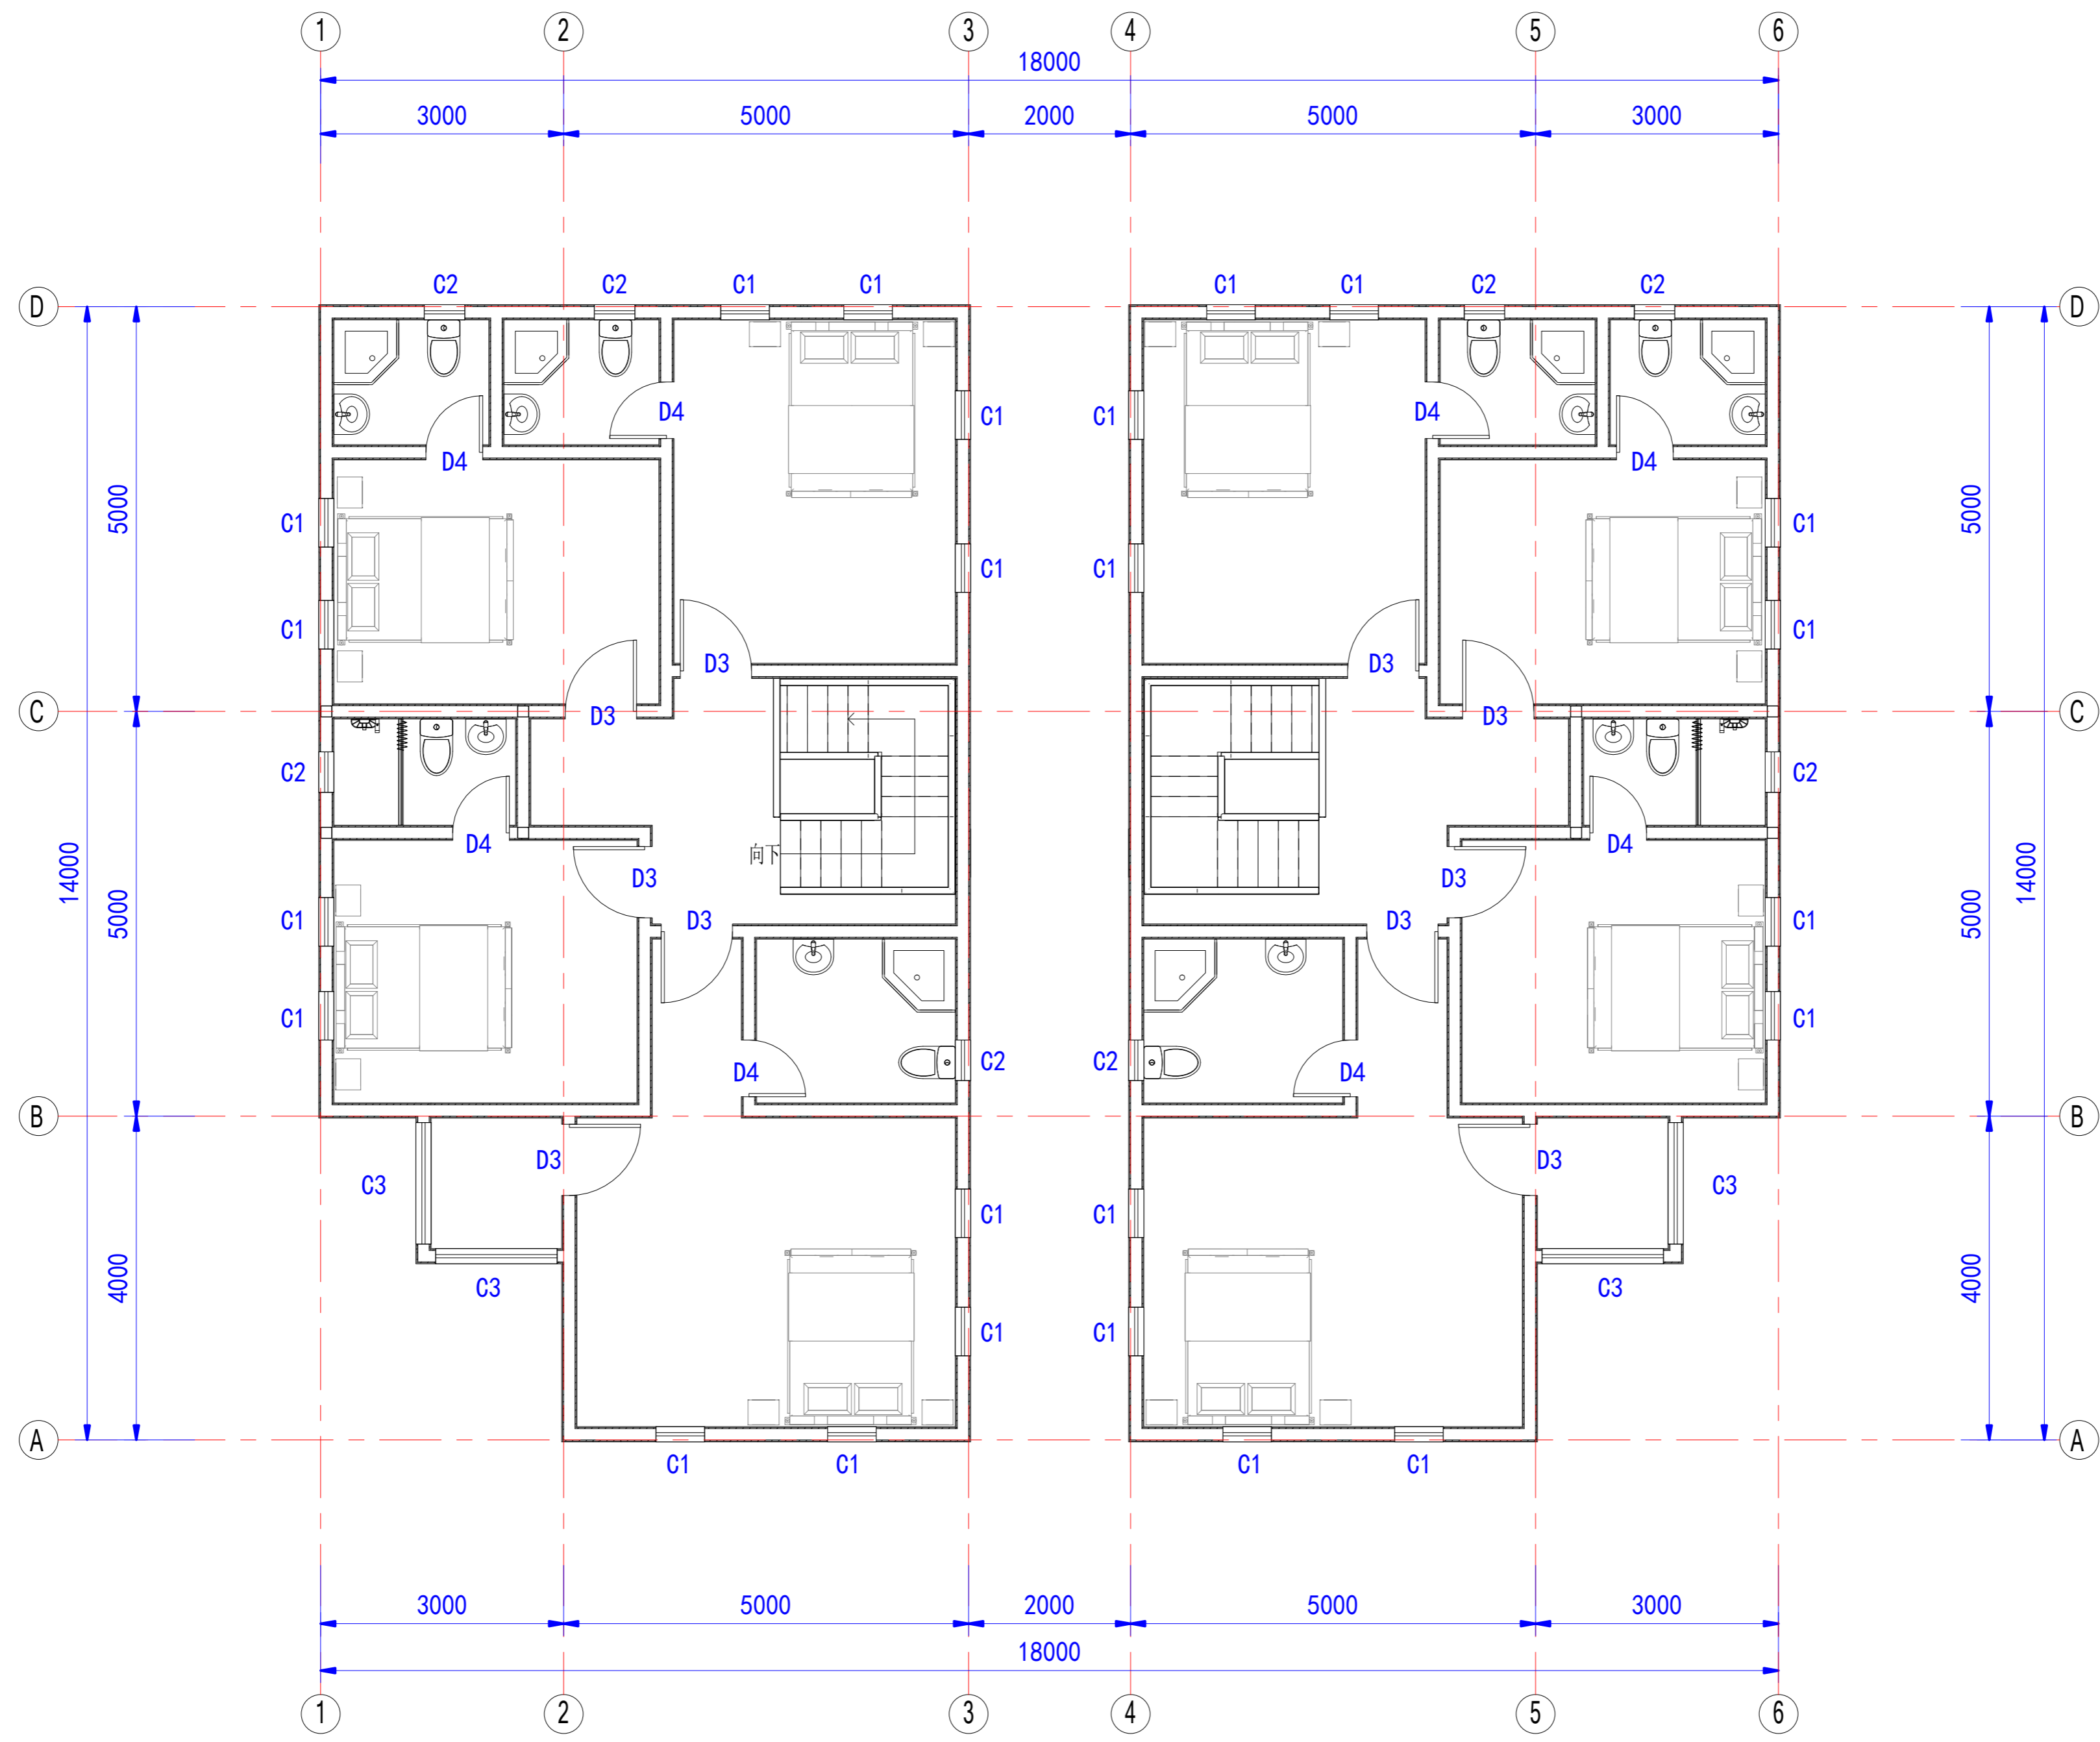 1 2 3 4 5 6
18000
3000 5000 2000 5000 3000
C2 C2 C1 C1 C1 C1 C2 C2
D D
D4 C1 C1 D4
D4 D4
5000 5000
C1 C1
C1 C1
C1 C1
D3 D3
C C
D3 D3
C2 C2
D4 D4
向下
14000 14000
D3 D3
5000 5000
C1 D3 D3 C1
C1 C1
C2 C2
D4 D4
B B
D3 D3
C3 C3
C1 C1
4000 4000
C3 C3
C1 C1
A A
C1 C1 C1 C1
3000 5000 2000 5000 3000
18000
1 2 3 4 5 6